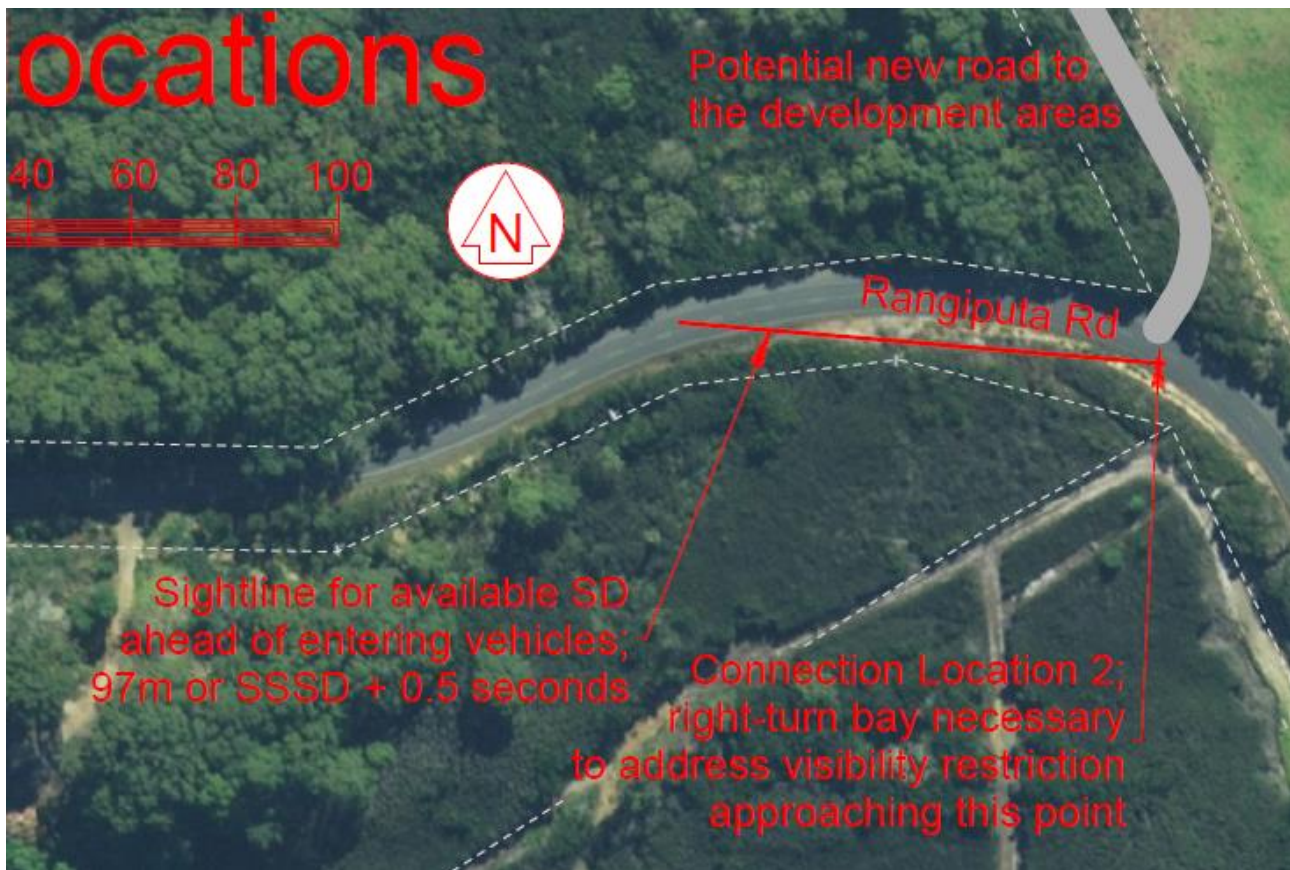 ocations
Potential new road to
the development areas
40 60 80 100
N
Rangiputa Rd
Sightline for available SD
ahead of entering vehicles;
97m or SSSD + 0.5 seconds
Connection Location 2;
right-turn bay necessary
to address visibility restriction
approaching this point